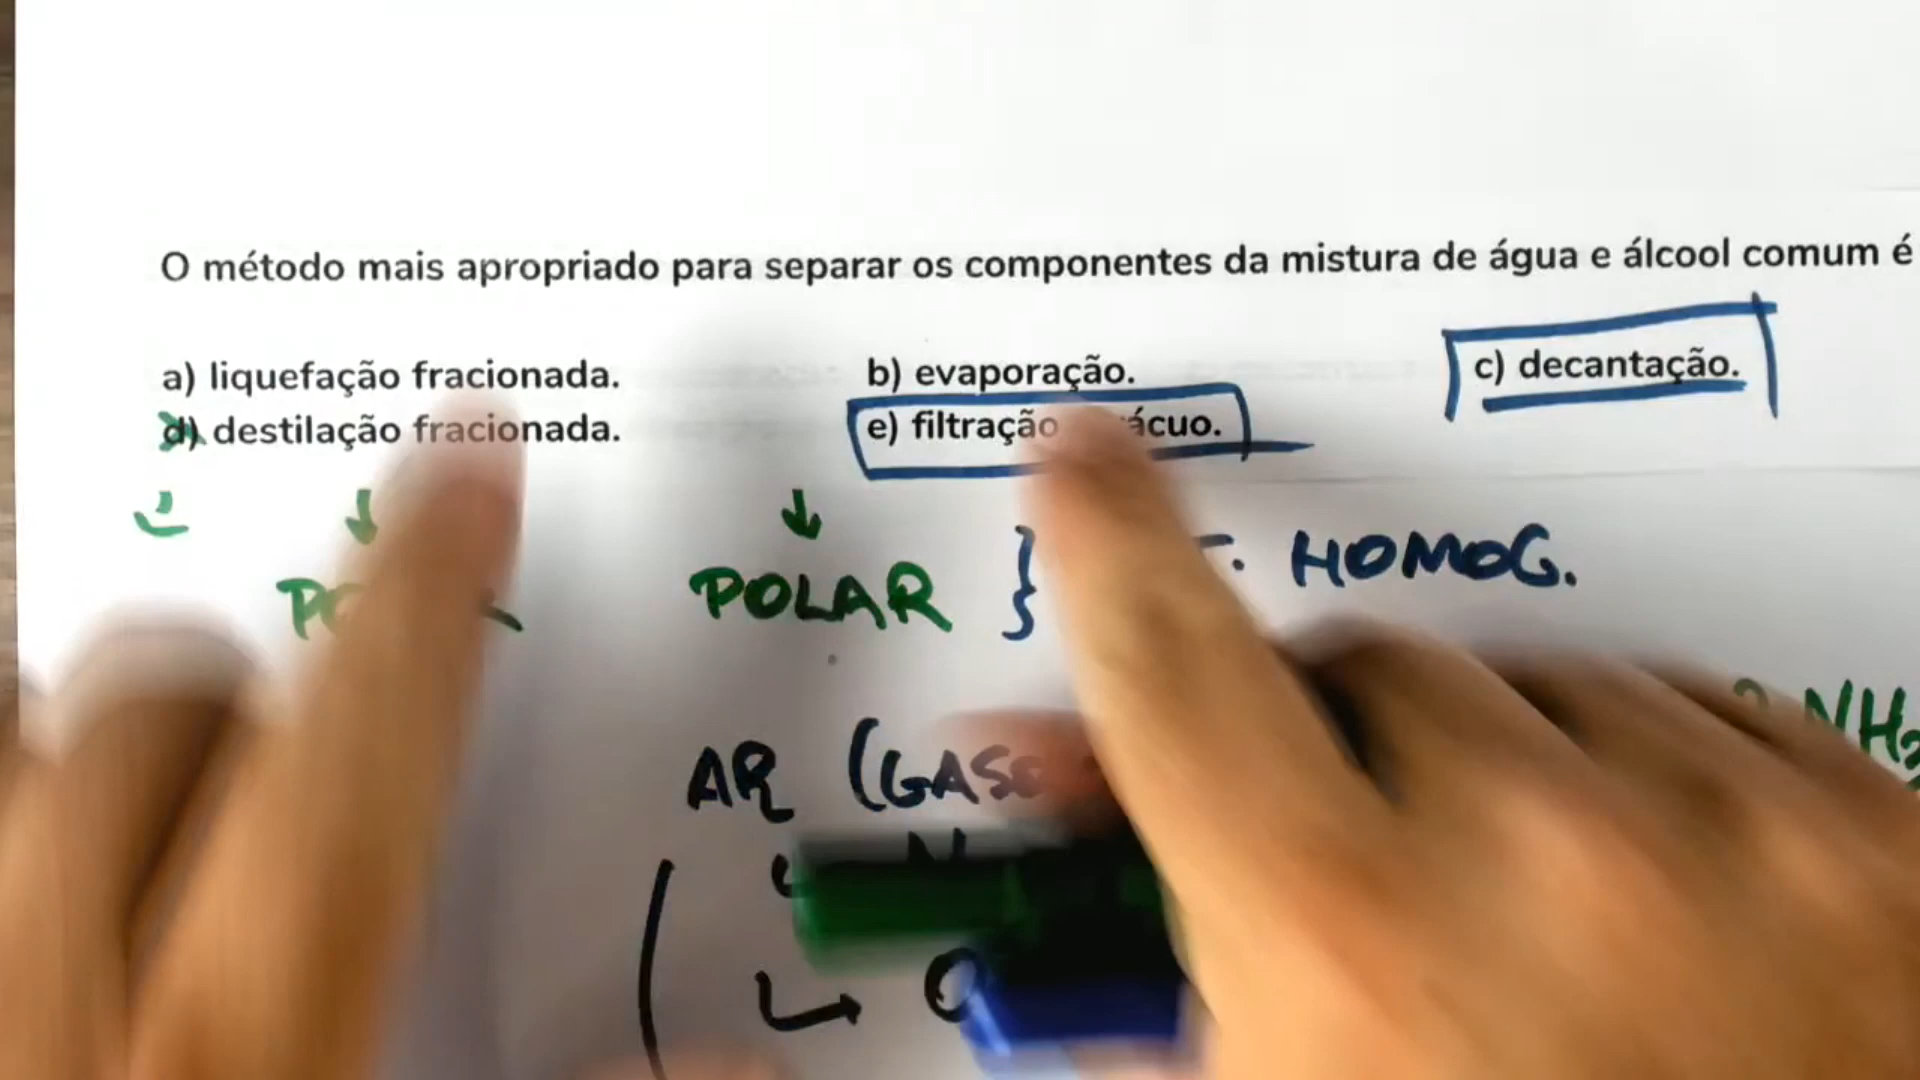 O método mais apropriado para separar os componentes da mistura de água e álcool comum é
a) liquefação fracionada. b) evaporação. c) decantação.
d) destilação fracionada. e) filtração
POLAR } HOMOG.
AR